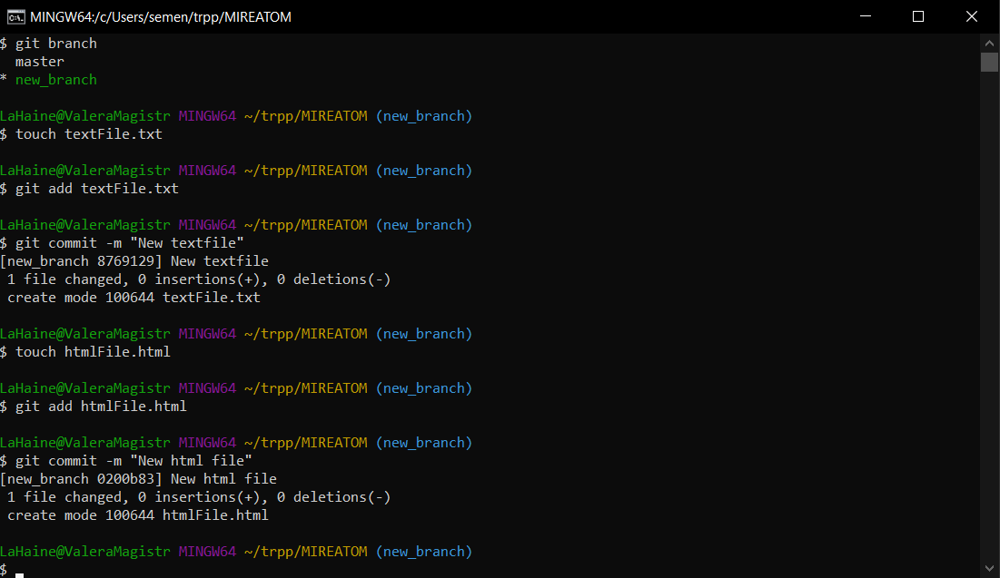 MINGW64:/c/Users/semen/trpp/MIREATOM
$ git branch
  master
* new_branch

LaHaine@ValeraMagistr MINGW64 ~/trpp/MIREATOM (new_branch)
$ touch textFile.txt

LaHaine@ValeraMagistr MINGW64 ~/trpp/MIREATOM (new_branch)
$ git add textFile.txt

LaHaine@ValeraMagistr MINGW64 ~/trpp/MIREATOM (new_branch)
$ git commit -m "New textfile"
[new_branch 8769129] New textfile
 1 file changed, 0 insertions(+), 0 deletions(-)
 create mode 100644 textFile.txt

LaHaine@ValeraMagistr MINGW64 ~/trpp/MIREATOM (new_branch)
$ touch htmlFile.html

LaHaine@ValeraMagistr MINGW64 ~/trpp/MIREATOM (new_branch)
$ git add htmlFile.html

LaHaine@ValeraMagistr MINGW64 ~/trpp/MIREATOM (new_branch)
$ git commit -m "New html file"
[new_branch 0200b83] New html file
 1 file changed, 0 insertions(+), 0 deletions(-)
 create mode 100644 htmlFile.html

LaHaine@ValeraMagistr MINGW64 ~/trpp/MIREATOM (new_branch)
$